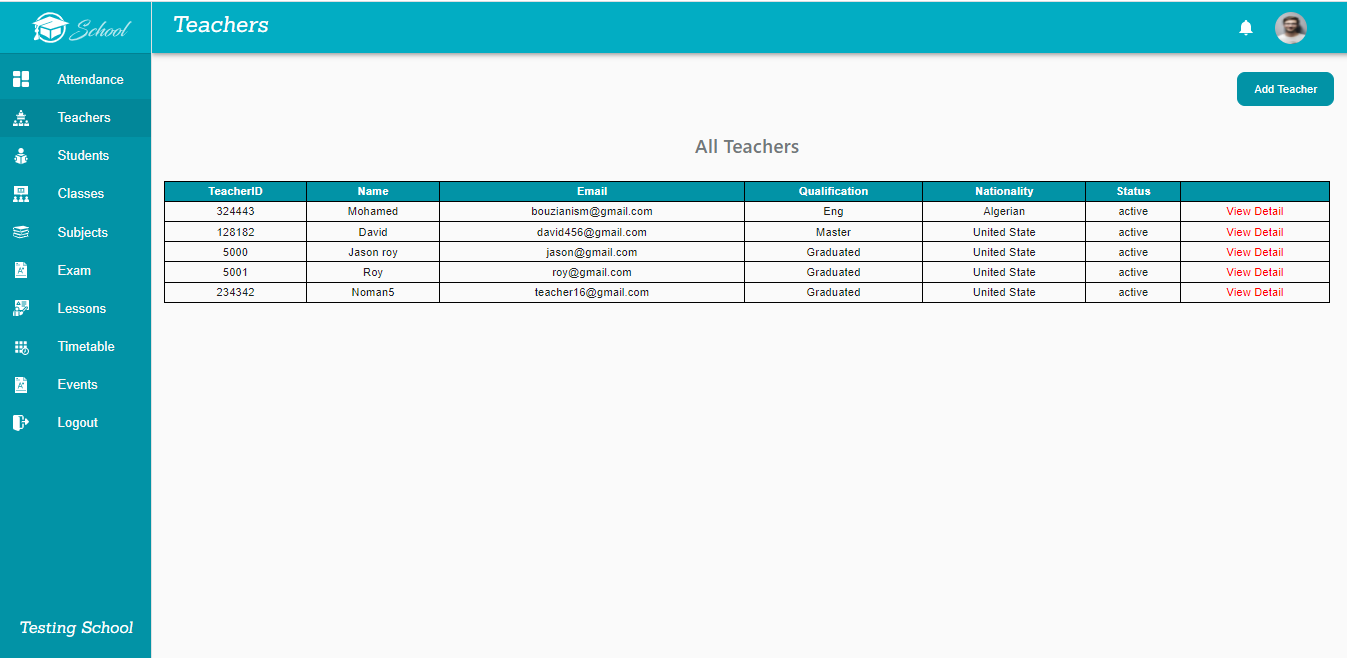 School
Teachers
Attendance
Teachers
Students
Classes
Subjects
Exam
Lessons
Timetable
Events
Logout
Testing School
Add Teacher
All Teachers
TeacherID Name Email Qualification Nationality Status
324443 Mohamed bouzianism@gmail.com Eng Algerian active View Detail
128182 David david456@gmail.com Master United State active View Detail
5000 Jason roy jason@gmail.com Graduated United State active View Detail
5001 Roy roy@gmail.com Graduated United State active View Detail
234342 Noman5 teacher16@gmail.com Graduated United State active View Detail